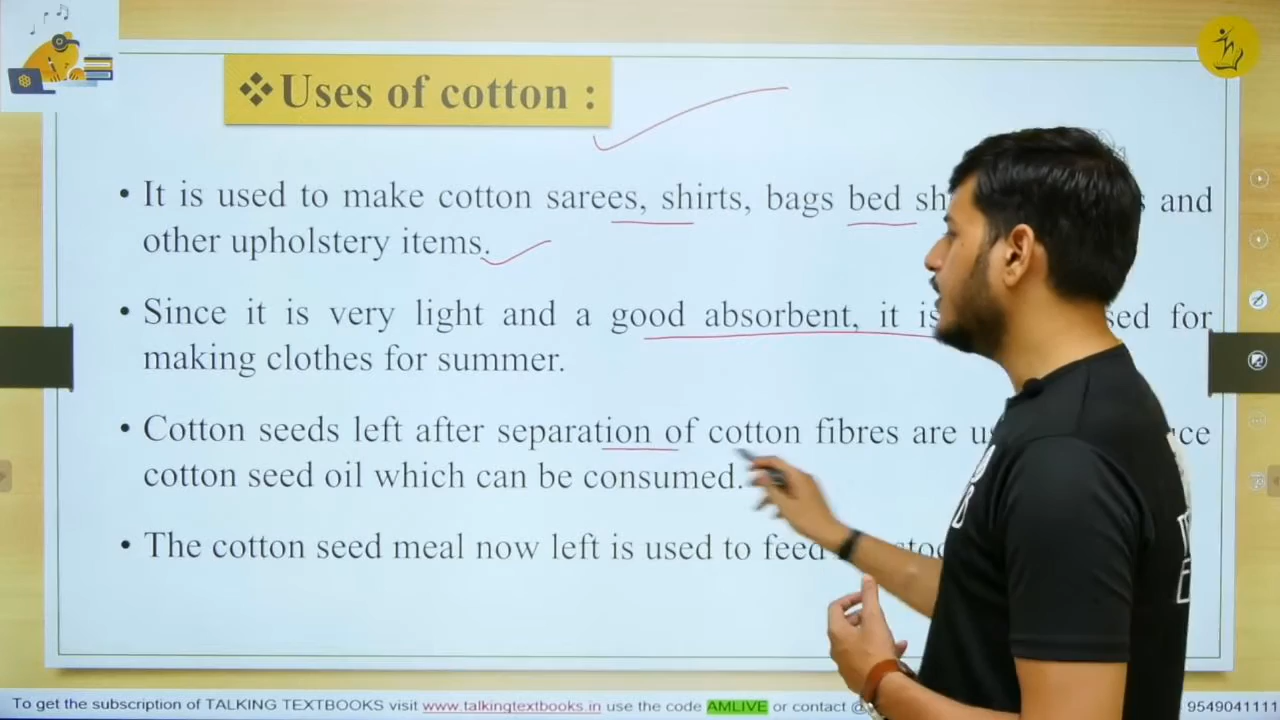 ❖Uses of cotton :
• It is used to make cotton sarees, shirts, bags bed and
other upholstery items.
• Since it is very light and a good absorbent, it is for
making clothes for summer.
• Cotton seeds left after separation of cotton fibres are
cotton seed oil which can be consumed.
• The cotton seed meal now left is used to feed
To get the subscription of TALKING TEXTBOOKS visit www.talkingtextbooks.in use the code AMLIVE or contact @ 9549041111